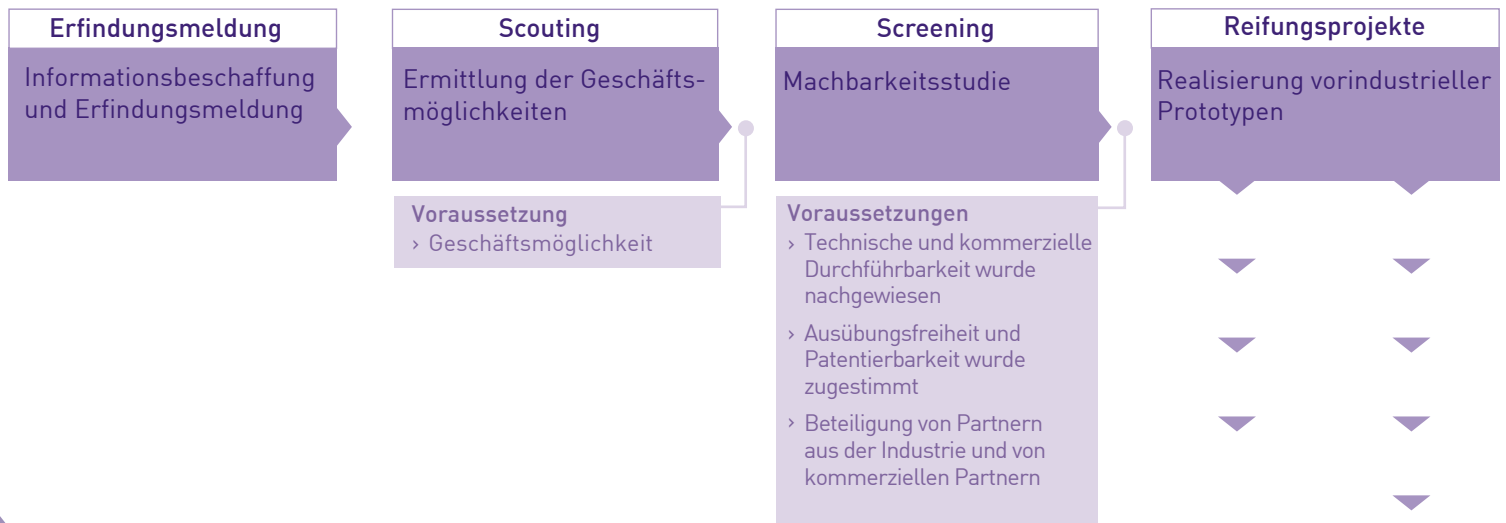 Erfindungsmeldung
Informationsbeschaffung
und Erfindungsmeldung
Scouting
Ermittlung der Geschäfts-
möglichkeiten
Voraussetzung
› Geschäftsmöglichkeit
Screening
Machbarkeitsstudie
Voraussetzungen
› Technische und kommerzielle
Durchführbarkeit wurde
nachgewiesen
› Ausübungsfreiheit und
Patentierbarkeit wurde
zugestimmt
› Beteiligung von Partnern
aus der Industrie und von
kommerziellen Partnern
Reifungsprojekte
Realisierung vorindustrieller
Prototypen